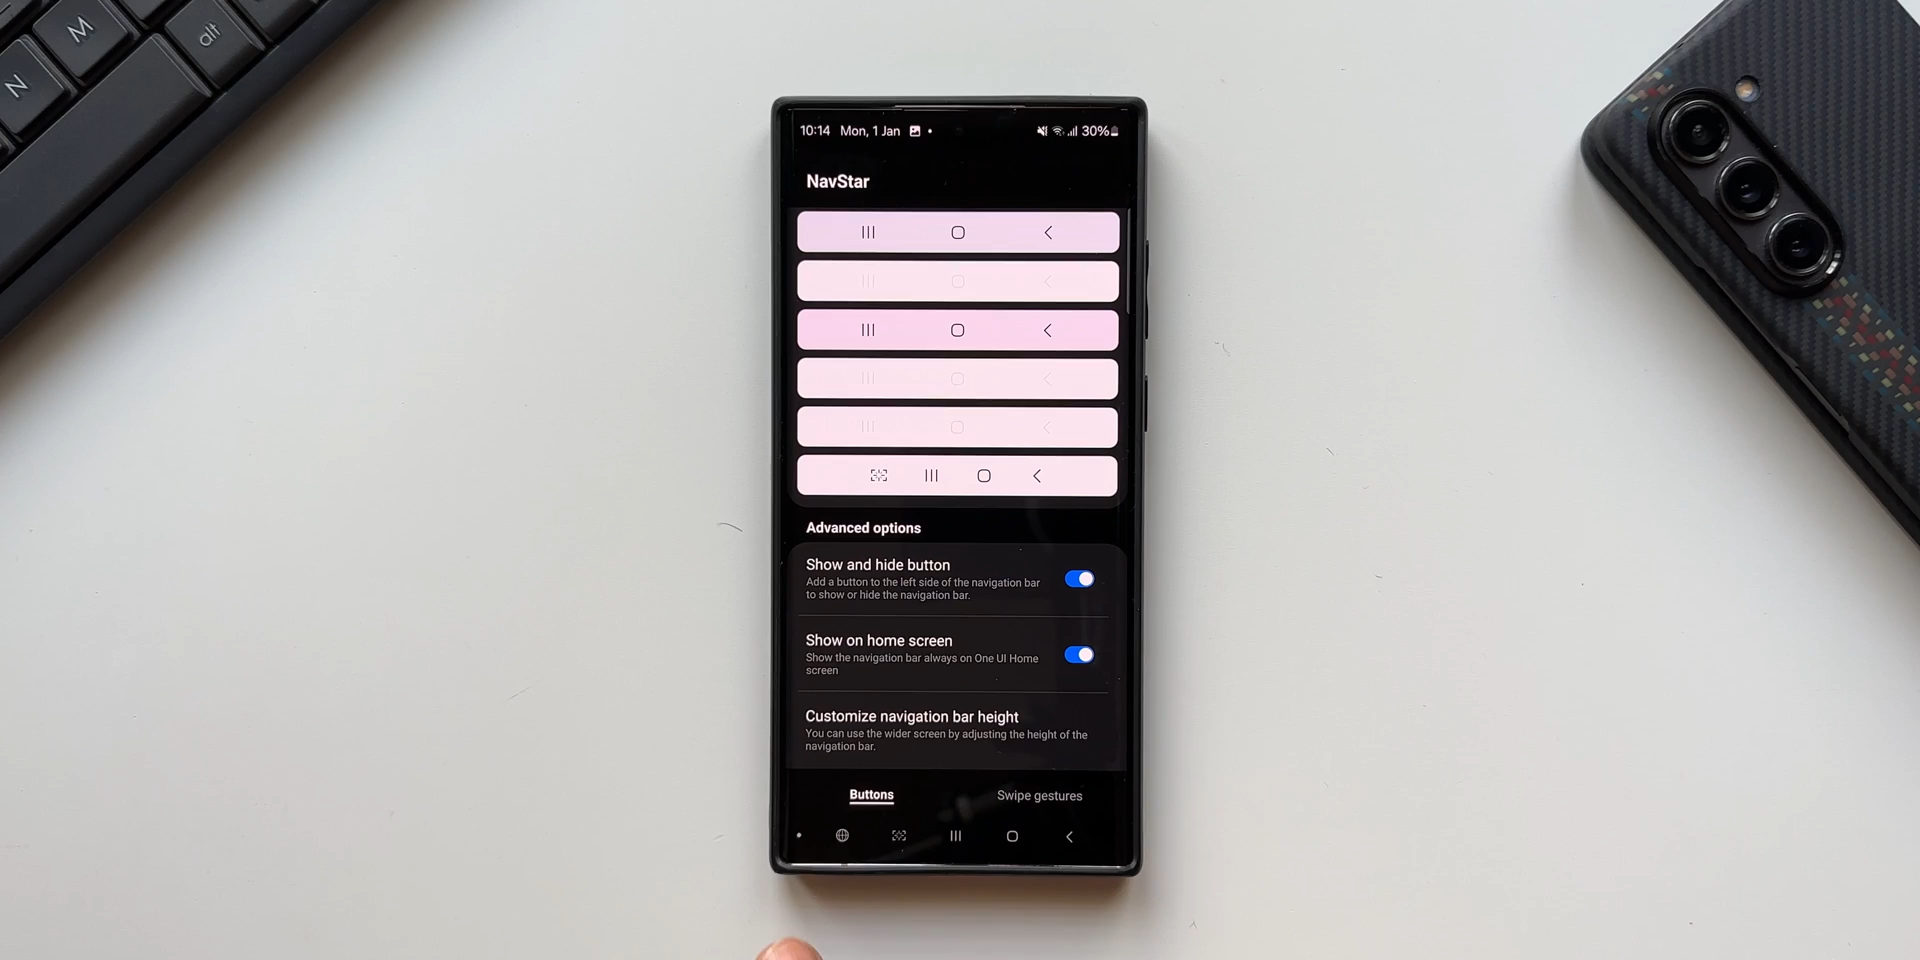 M
alt
N
10:14 Mon, 1 Jan 30%
NavStar
Advanced options
Show and hide button
Add a button to the left side of the navigation bar
to show or hide the navigation bar.
Show on home screen
Show the navigation bar always on One UI Home
screen
Customize navigation bar height
You can use the wider screen by adjusting the height of the
navigation bar.
Buttons Swipe gestures